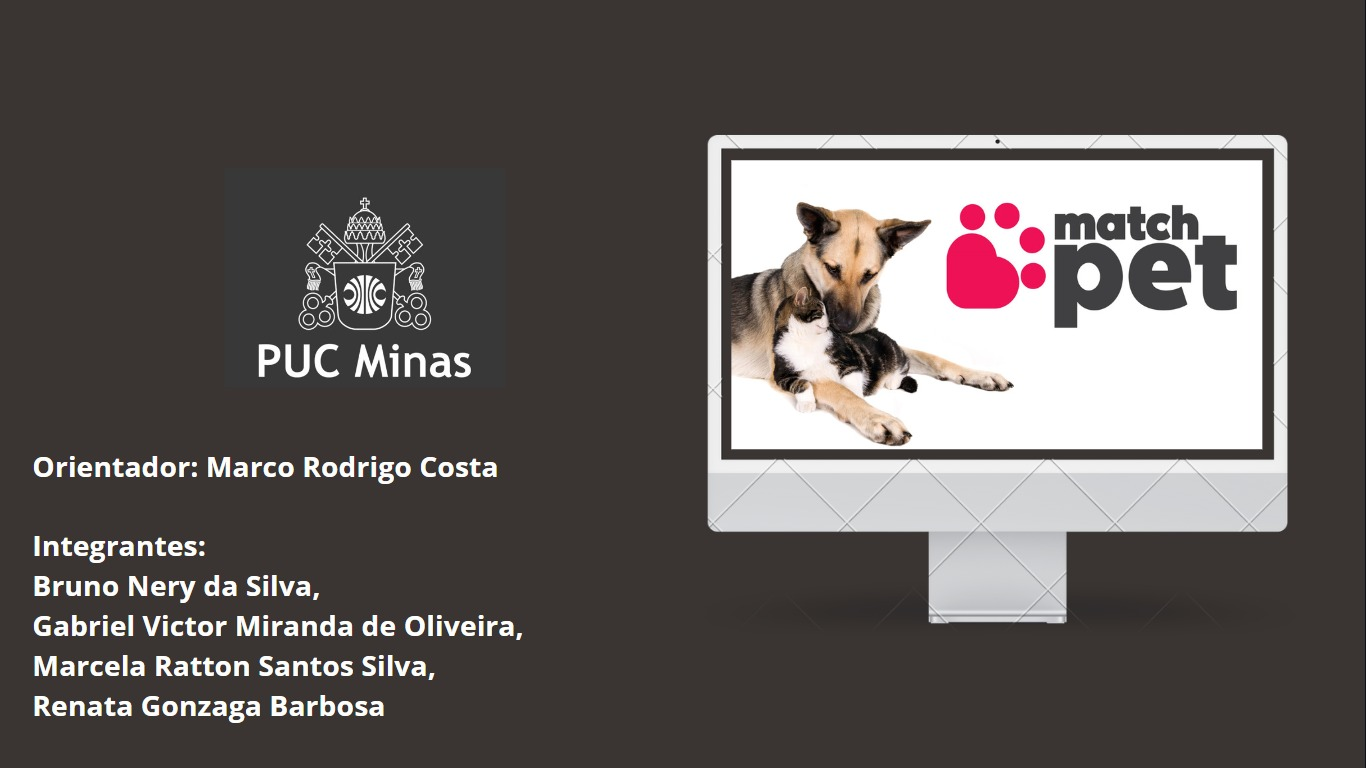 PUC Minas
Orientador: Marco Rodrigo Costa
Integrantes:
Bruno Nery da Silva,
Gabriel Victor Miranda de Oliveira,
Marcela Ratton Santos Silva,
Renata Gonzaga Barbosa
match
pet